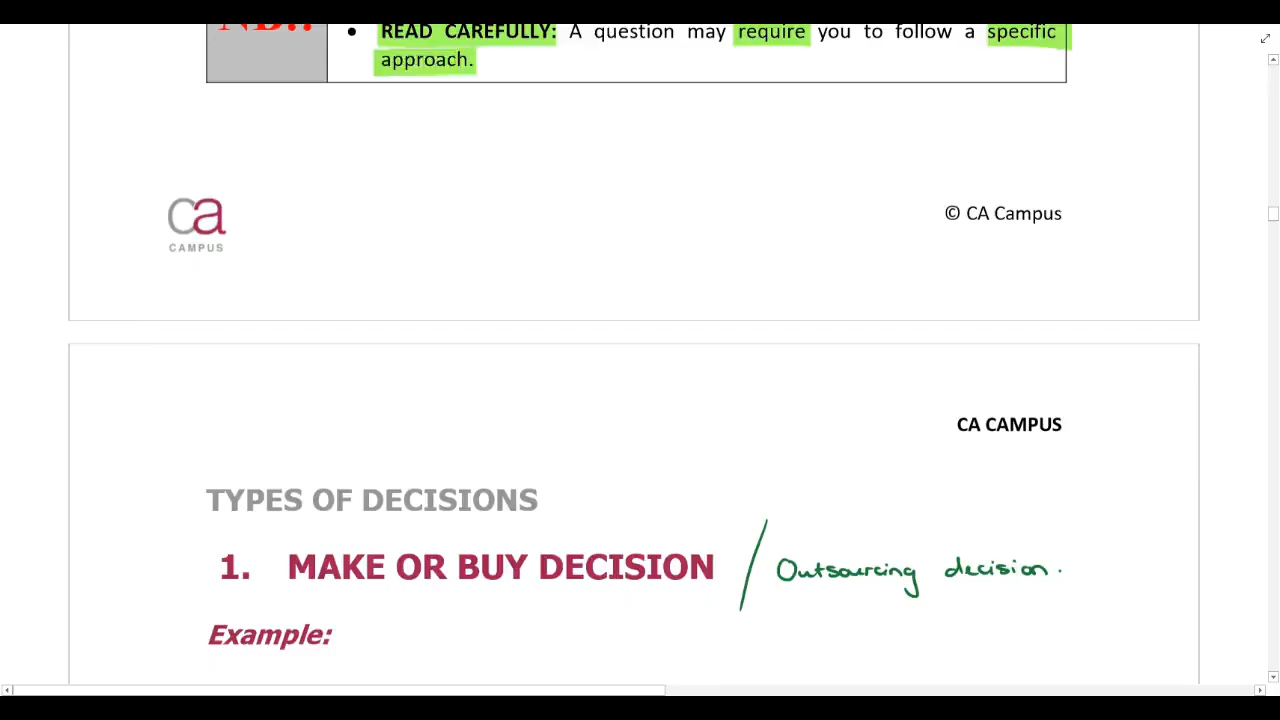 NB!!
• READ CAREFULLY: A question may require you to follow a specific
approach.
ca
CAMPUS
© CA Campus
CA CAMPUS
TYPES OF DECISIONS
1. MAKE OR BUY DECISION / Outsourcing decision.
Example: